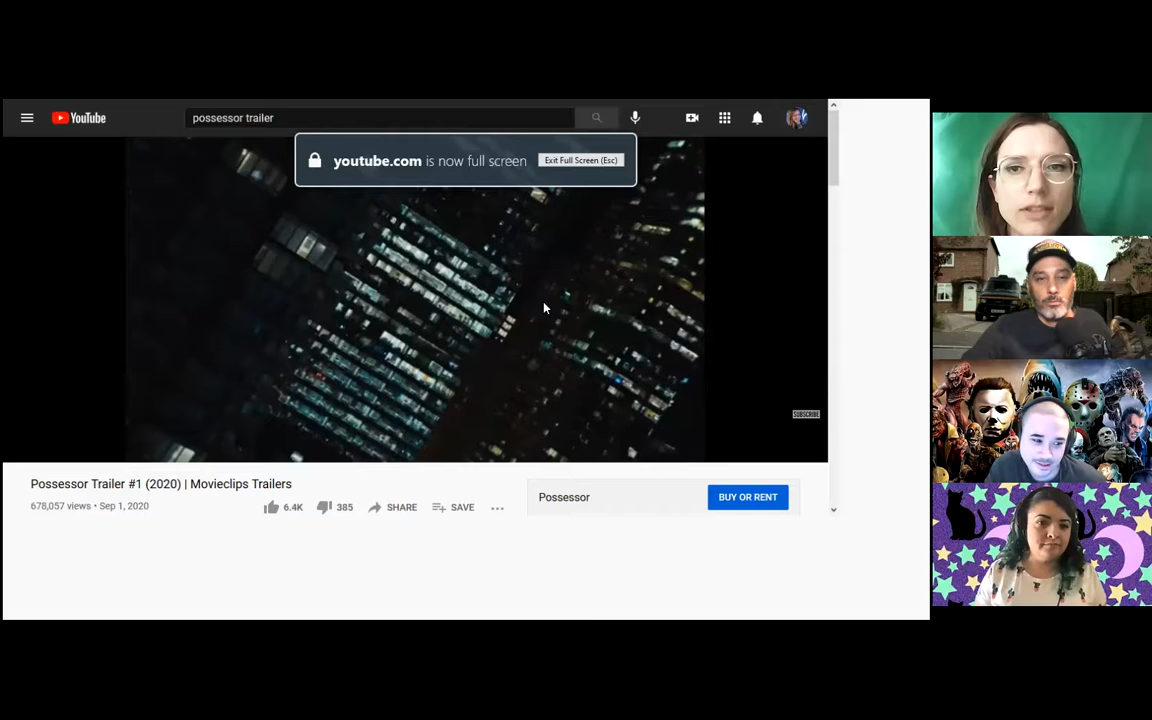 YouTube
possessor trailer
youtube.com is now full screen
Exit Full Screen (Esc)
SUBSCRIBE
Possessor Trailer #1 (2020) | Movieclips Trailers
678,057 views • Sep 1, 2020
6.4K
385
SHARE
SAVE
Possessor
BUY OR RENT